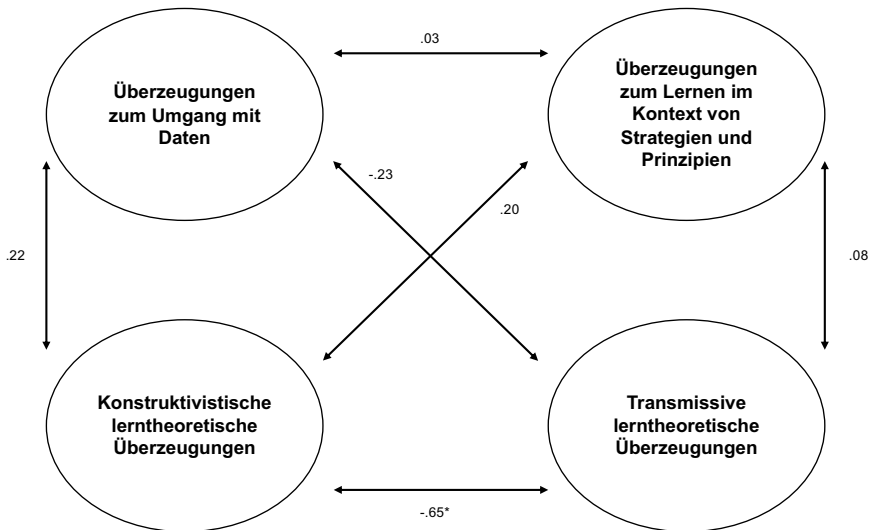 .03
Überzeugungen
zum Umgang mit
Daten
Überzeugungen
zum Lernen im
Kontext von
Strategien und
Prinzipien
-.23
.20
.22
.08
Konstruktivistische
lerntheoretische
Überzeugungen
Transmissive
lerntheoretische
Überzeugungen
-.65*